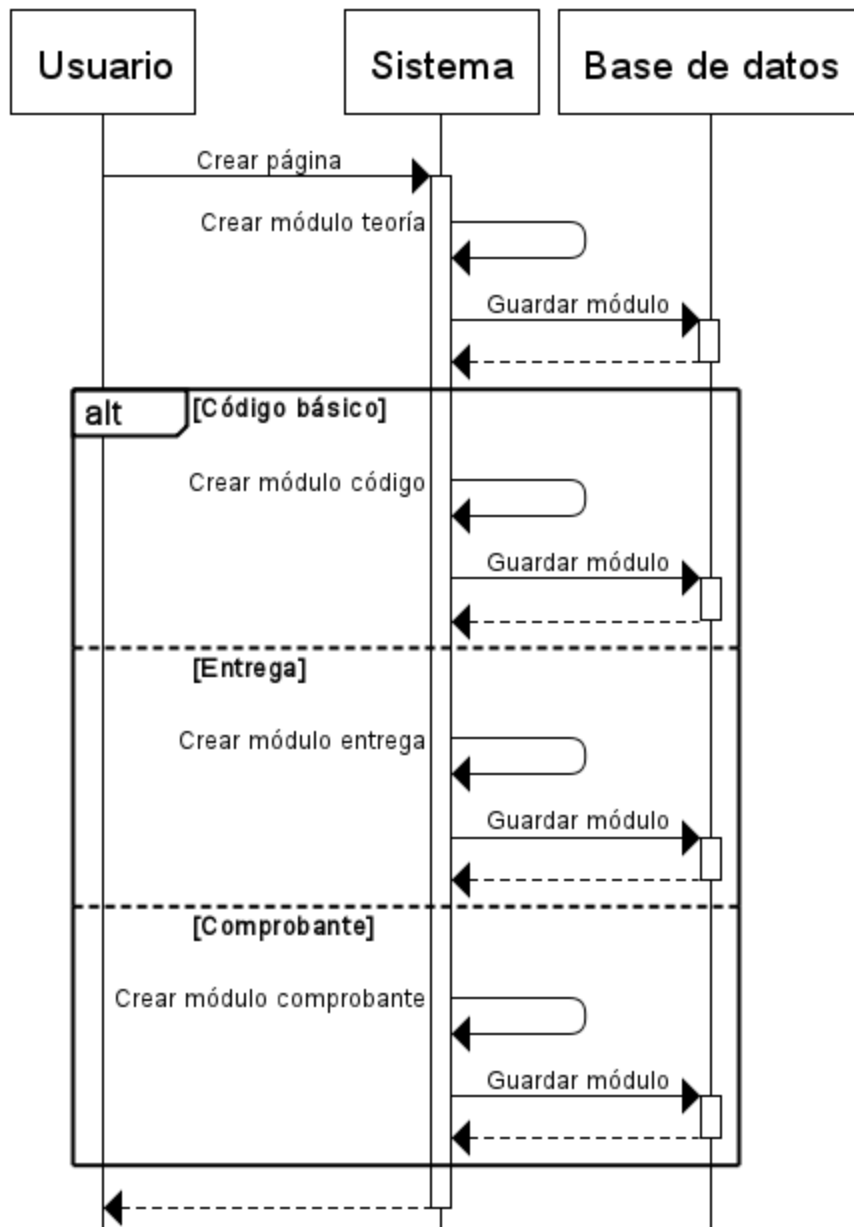 Usuario
Sistema
Base de datos
Crear página
Crear módulo teoría
Guardar módulo
alt
[Código básico]
Crear módulo código
Guardar módulo
[Entrega]
Crear módulo entrega
Guardar módulo
[Comprobante]
Crear módulo comprobante
Guardar módulo